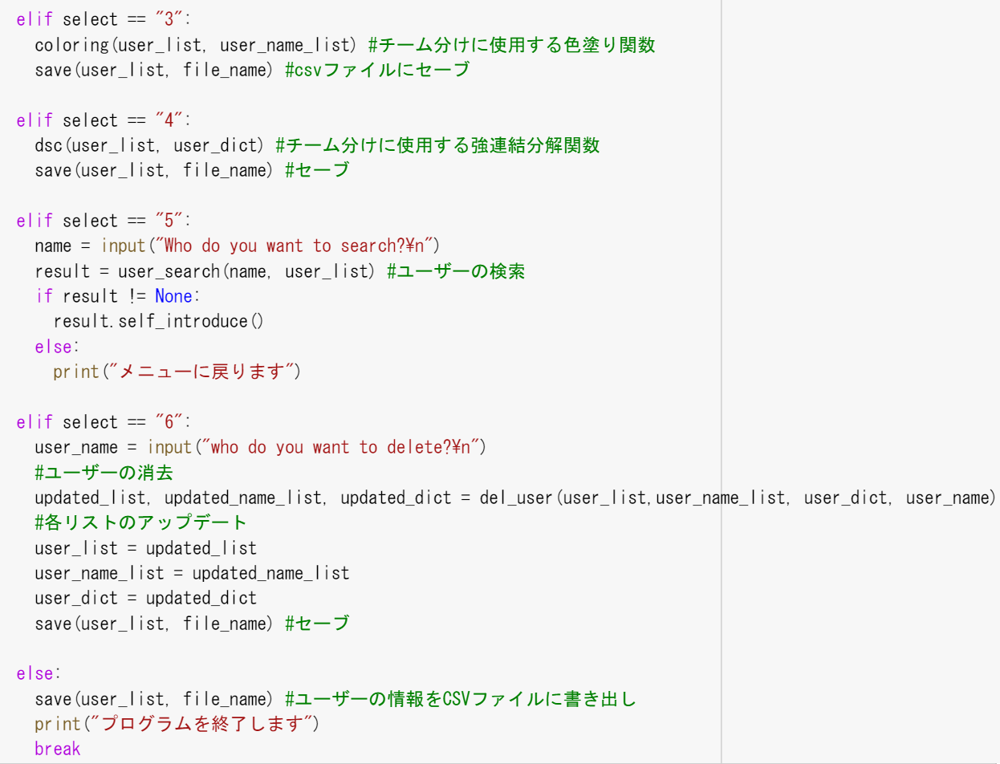 elif select == "3":
  coloring(user_list, user_name_list) #チーム分けに使用する色塗り関数
  save(user_list, file_name) #csvファイルにセーブ

elif select == "4":
  dsc(user_list, user_dict) #チーム分けに使用する強連結分解関数
  save(user_list, file_name) #セーブ

elif select == "5":
  name = input("Who do you want to search?¥n")
  result = user_search(name, user_list) #ユーザーの検索
  if result != None:
    result.self_introduce()
  else:
    print("メニューに戻ります")

elif select == "6":
  user_name = input("who do you want to delete?¥n")
  #ユーザーの消去
  updated_list, updated_name_list, updated_dict = del_user(user_list,user_name_list, user_dict, user_name)
  #各リストのアップデート
  user_list = updated_list
  user_name_list = updated_name_list
  user_dict = updated_dict
  save(user_list, file_name) #セーブ

else:
  save(user_list, file_name) #ユーザーの情報をCSVファイルに書き出し
  print("プログラムを終了します")
  break